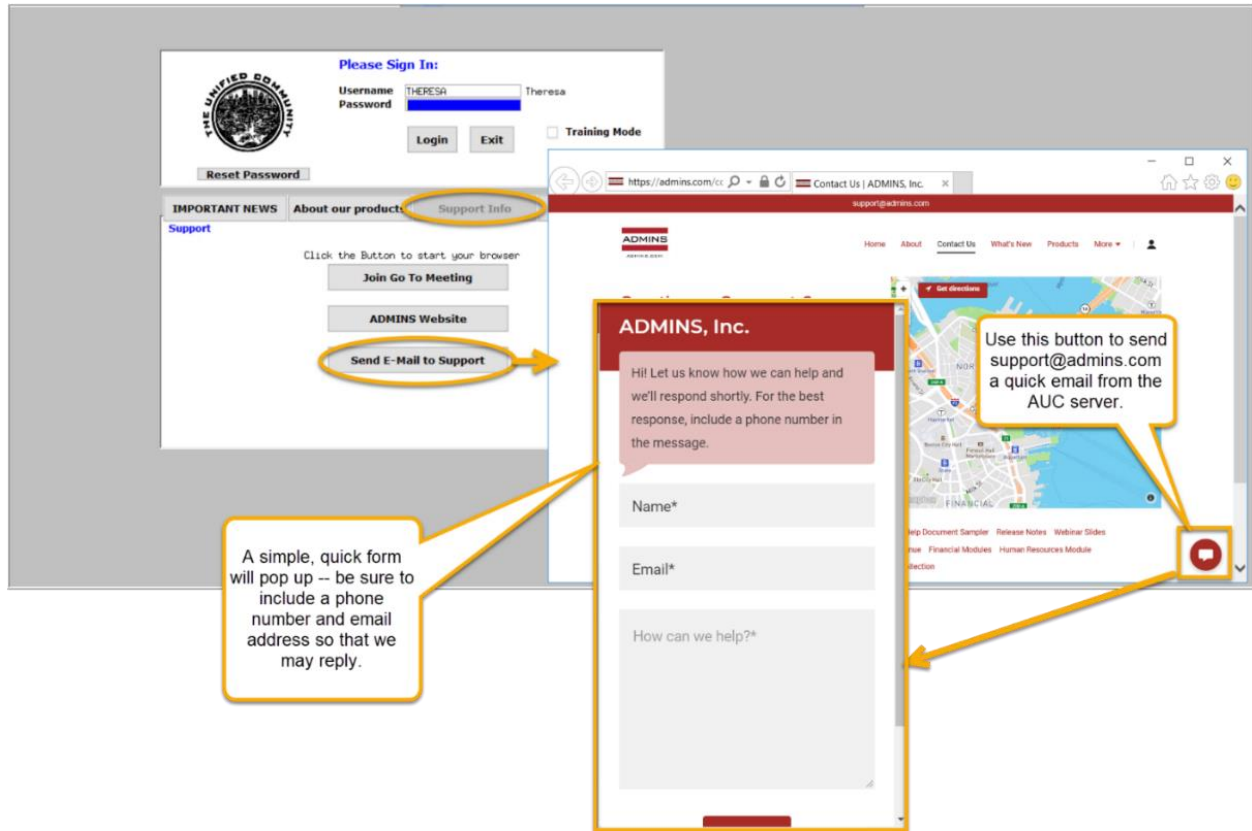 Please Sign In:
THE UNIFIED COMMUNITY
Username THERESA Theresa
Password
Login Exit Training Mode
Reset Password
IMPORTANT NEWS About our products Support Info
Support
Click the Button to start your browser
Join Go To Meeting
ADMINS Website
Send E-Mail to Support
https://admins.com/cc
Contact Us | ADMINS, Inc.
support@admins.com
ADMINS
Home About Contact Us What's New Products More
Get directions
ADMINS, Inc.
Hi! Let us know how we can help and
we'll respond shortly. For the best
response, include a phone number in
the message.
Name*
Email*
How can we help?*
Use this button to send
support@admins.com
a quick email from the
AUC server.
FINANCIAL
Help Document Sampler Release Notes Webinar Slides
Financial Modules Human Resources Module
A simple, quick form
will pop up -- be sure to
include a phone
number and email
address so that we
may reply.